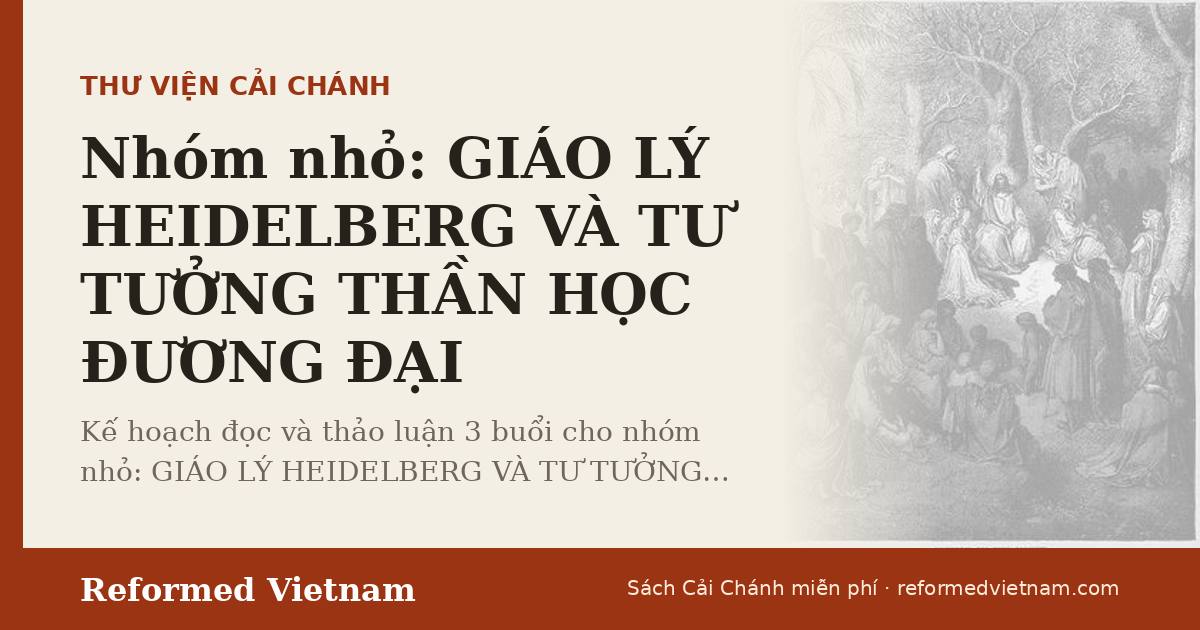 THƯ VIỆN CẢI CHÁNH
Nhóm nhỏ: GIÁO LÝ
HEIDELBERG VÀ TƯ
TƯỞNG THẦN HỌC
ĐƯƠNG ĐẠI
Kế hoạch đọc và thảo luận 3 buổi cho nhóm
nhỏ: GIÁO LÝ HEIDELBERG VÀ TƯ TƯỞNG...
Reformed Vietnam
Sách Cải Chánh miễn phí · reformedvietnam.com